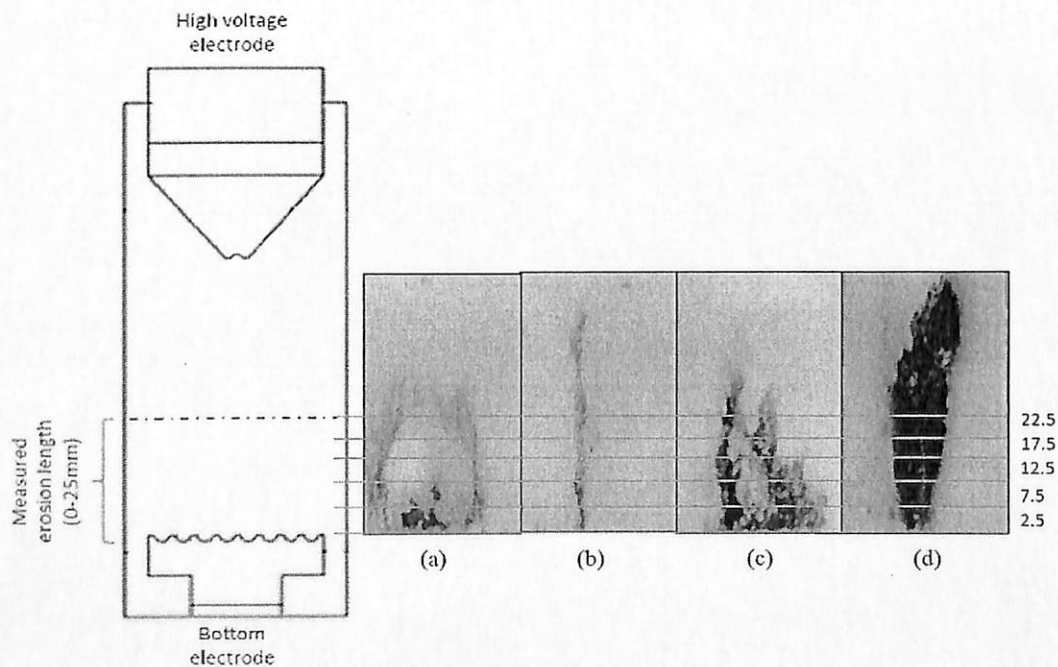 High voltage
electrode
Measured
erosion length
(0-25mm)
22.5
17.5
12.5
7.5
2.5
(a)
(b)
(c)
(d)
Bottom
electrode